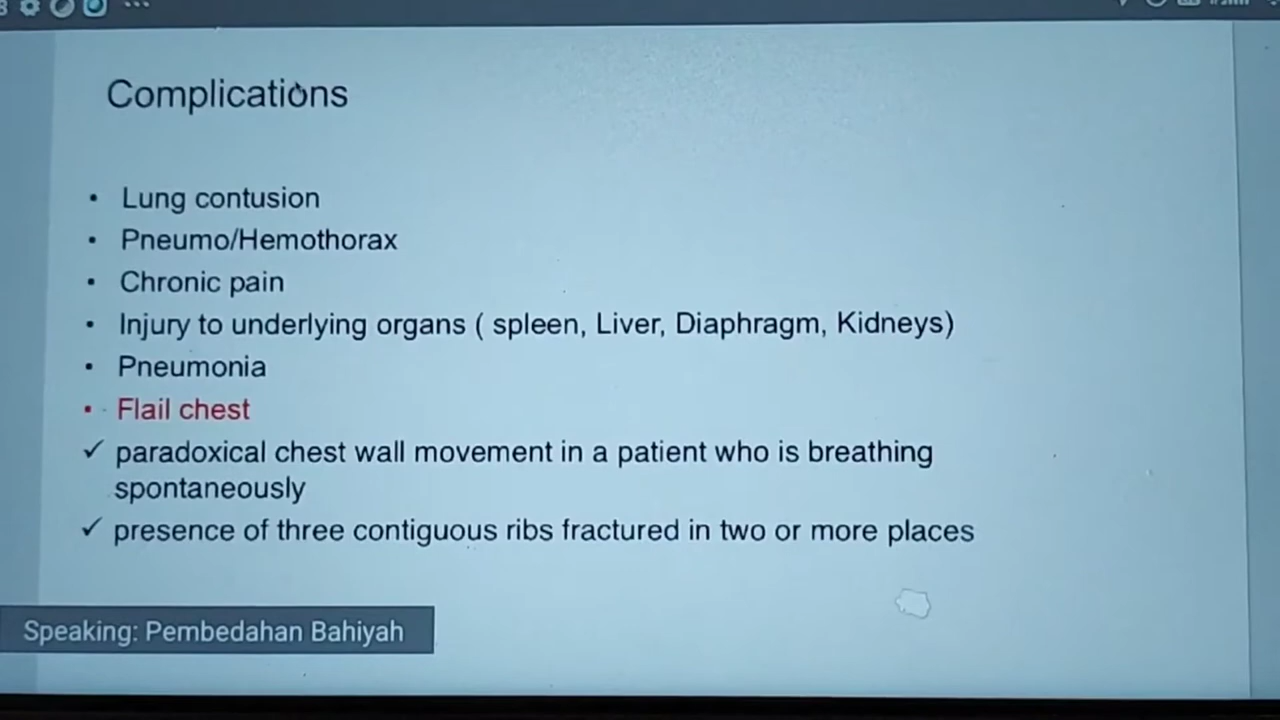 Complications
• Lung contusion
• Pneumo/Hemothorax
• Chronic pain
• Injury to underlying organs ( spleen, Liver, Diaphragm, Kidneys)
• Pneumonia
• Flail chest
✓ paradoxical chest wall movement in a patient who is breathing
spontaneously
✓ presence of three contiguous ribs fractured in two or more places
Speaking: Pembedahan Bahiyah